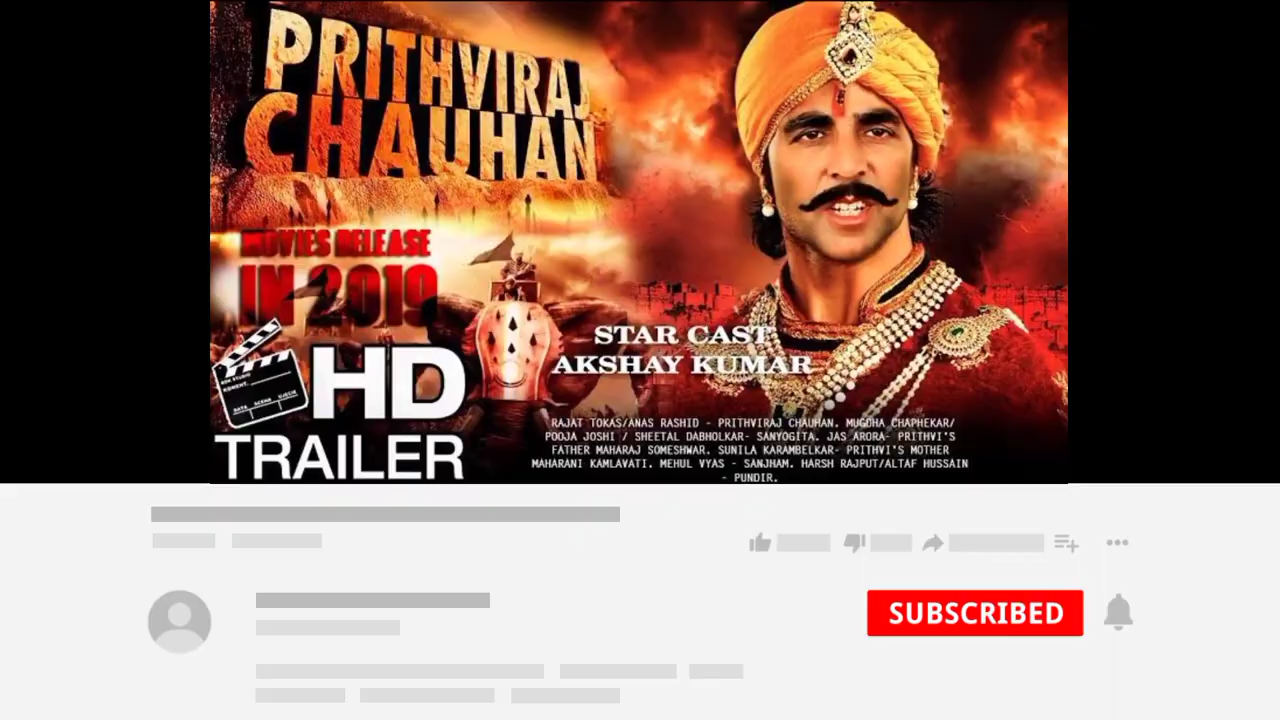 PRITHVIRAJ
CHAUHAN
MOVIES RELEASE
IN 2019
HD
TRAILER
STAR CAST
AKSHAY KUMAR
RAJAT TOKAS/ANAS RASHID - PRITHVIRAJ CHAUHAN. MUGDHA CHAPHEKAR/
POOJA JOSHI / SHEETAL DABHOLKAR- SANYOGITA. JAS ARORA- PRITHVI'S
FATHER MAHARAJ SOMESHWAR. SUNILA KARAMBELKAR- PRITHVI'S MOTHER
MAHARANI KAMLAVATI. MEHUL VYAS - SANJHAM. HARSH RAJPUT/ALTAF HUSSAIN
- PUNDIR.
SUBSCRIBED